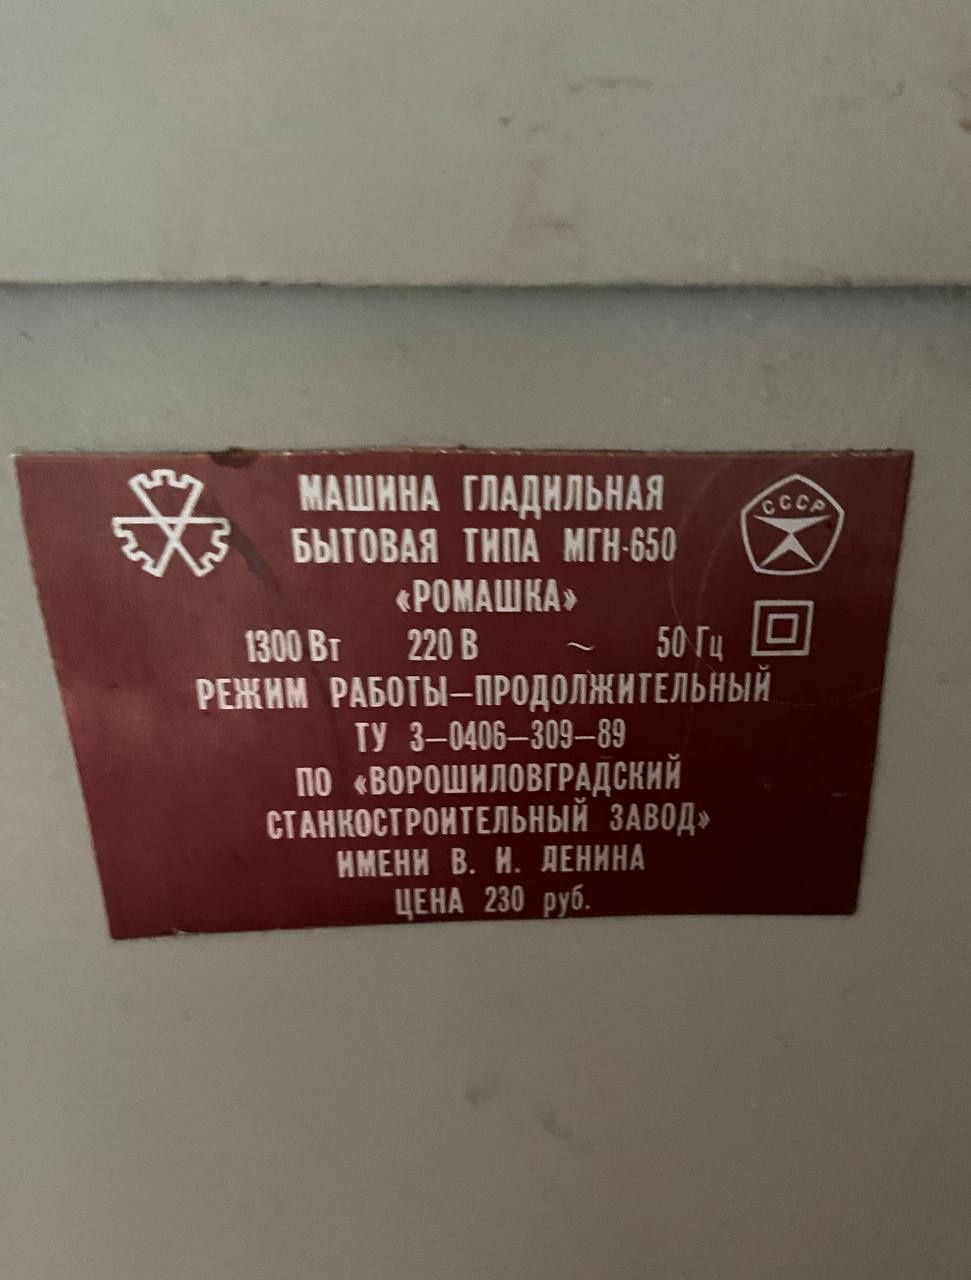 МАШИНА ГЛАДИЛЬНАЯ
СССР
БЫТОВАЯ ТИПА МГН-650
«РОМАШКА»
1300 Вт 220 В ~ 50 Гц
РЕЖИМ РАБОТЫ—ПРОДОЛЖИТЕЛЬНЫЙ
ТУ 3—0406—309—89
ПО «ВОРОШИЛОВГРАДСКИЙ
СТАНКОСТРОИТЕЛЬНЫЙ ЗАВОД»
ИМЕНИ В. И. ЛЕНИНА
ЦЕНА 230 руб.